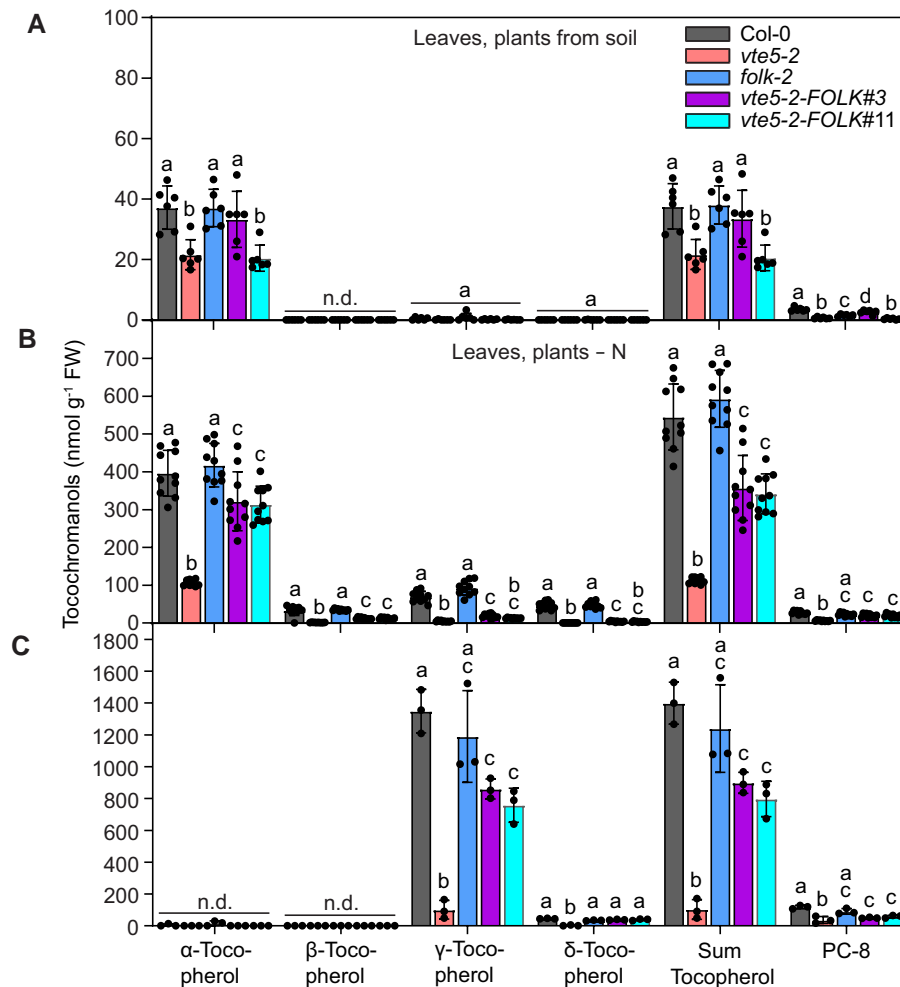 A
Leaves, plants from soil
Col-0
vte5-2
folk-2
vte5-2-FOLK#3
vte5-2-FOLK#11
100
80
60
40
20
0
a b a a b
n.d.
a
a
a b a a b
a b c d b
B
Leaves, plants – N
Tocochromanols (nmol g⁻¹ FW)
700
600
500
400
300
200
100
0
a b a c c
a b a c c
a b a c b c
a b a c b c
a b a c c
a b a c c c
C
1800
1600
1400
1200
1000
800
600
400
200
0
n.d.
n.d.
a b a c c c
a b a a a
a b a c c c
a b a c c c
α-Toco-
pherol
β-Toco-
pherol
γ-Toco-
pherol
δ-Toco-
pherol
Sum
Tocopherol
PC-8